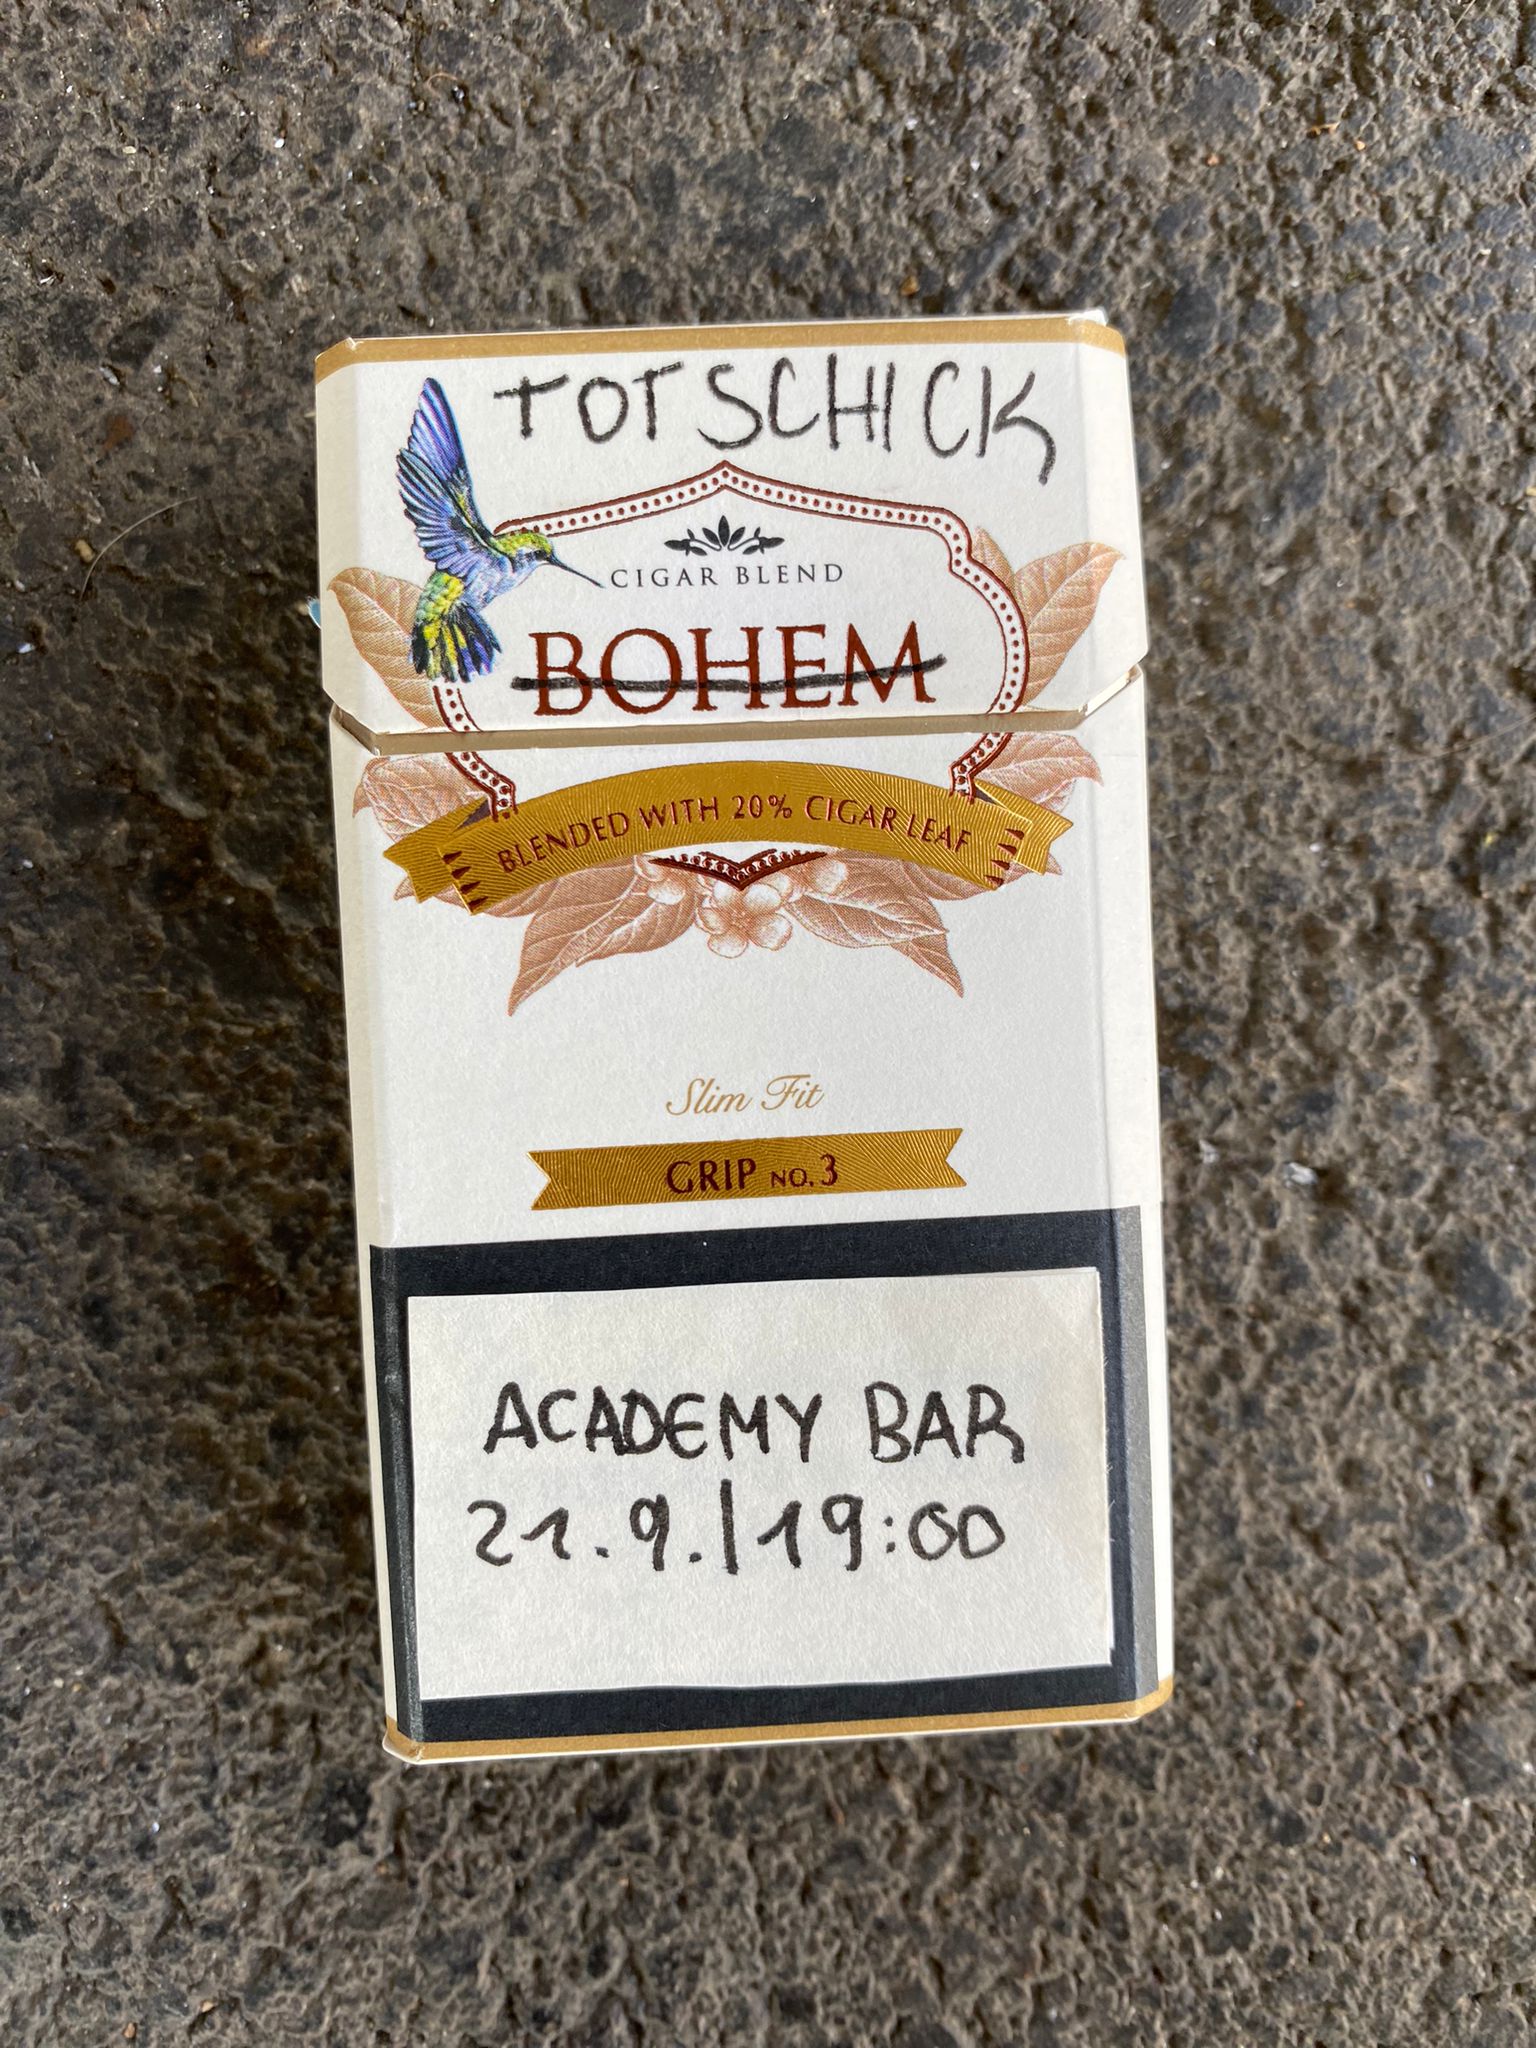 TOTSCHICK
CIGAR BLEND
BOHEM
BLENDED WITH 20% CIGAR LEAF
Slim Fit
GRIP NO.3
ACADEMY BAR
21.9.|19:00